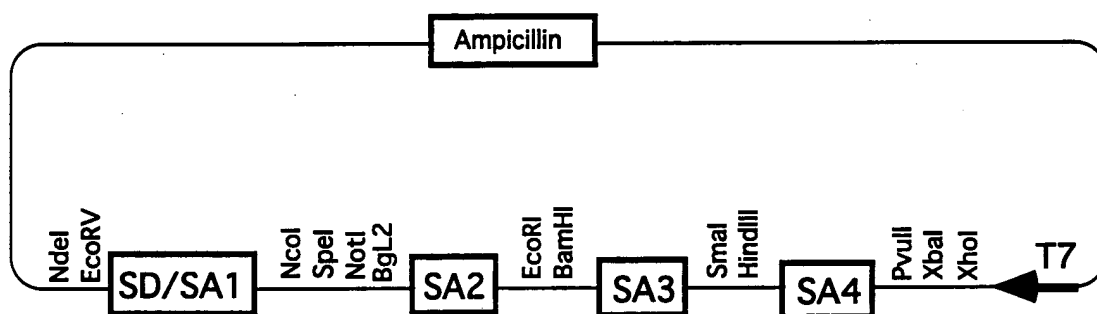 Ampicillin
NdeI
EcoRV
SD/SA1
NcoI
SpeI
NotI
BgL2
SA2
EcoRI
BamHI
SA3
SmaI
HindIII
SA4
PvuII
XbaI
XhoI
T7